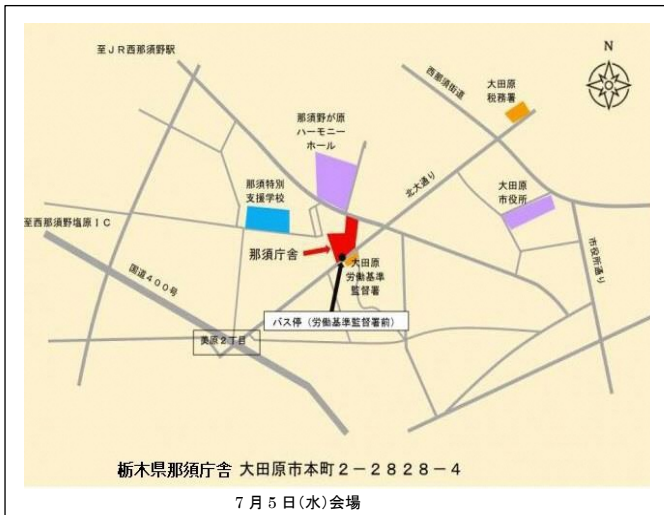 至ＪＲ西那須野駅
N
西那須街道
大田原
税務署
那須野が原
ハーモニー
ホール
北大通り
那須特別
支援学校
大田原
市役所
至西那須野塩原ＩＣ
市役所通り
那須庁舎
大田原
労働基準
監督署
国道４００号
バス停（労働基準監督署前）
美原２丁目
栃木県那須庁舎 大田原市本町２－２８２８－４
7月5日(水)会場